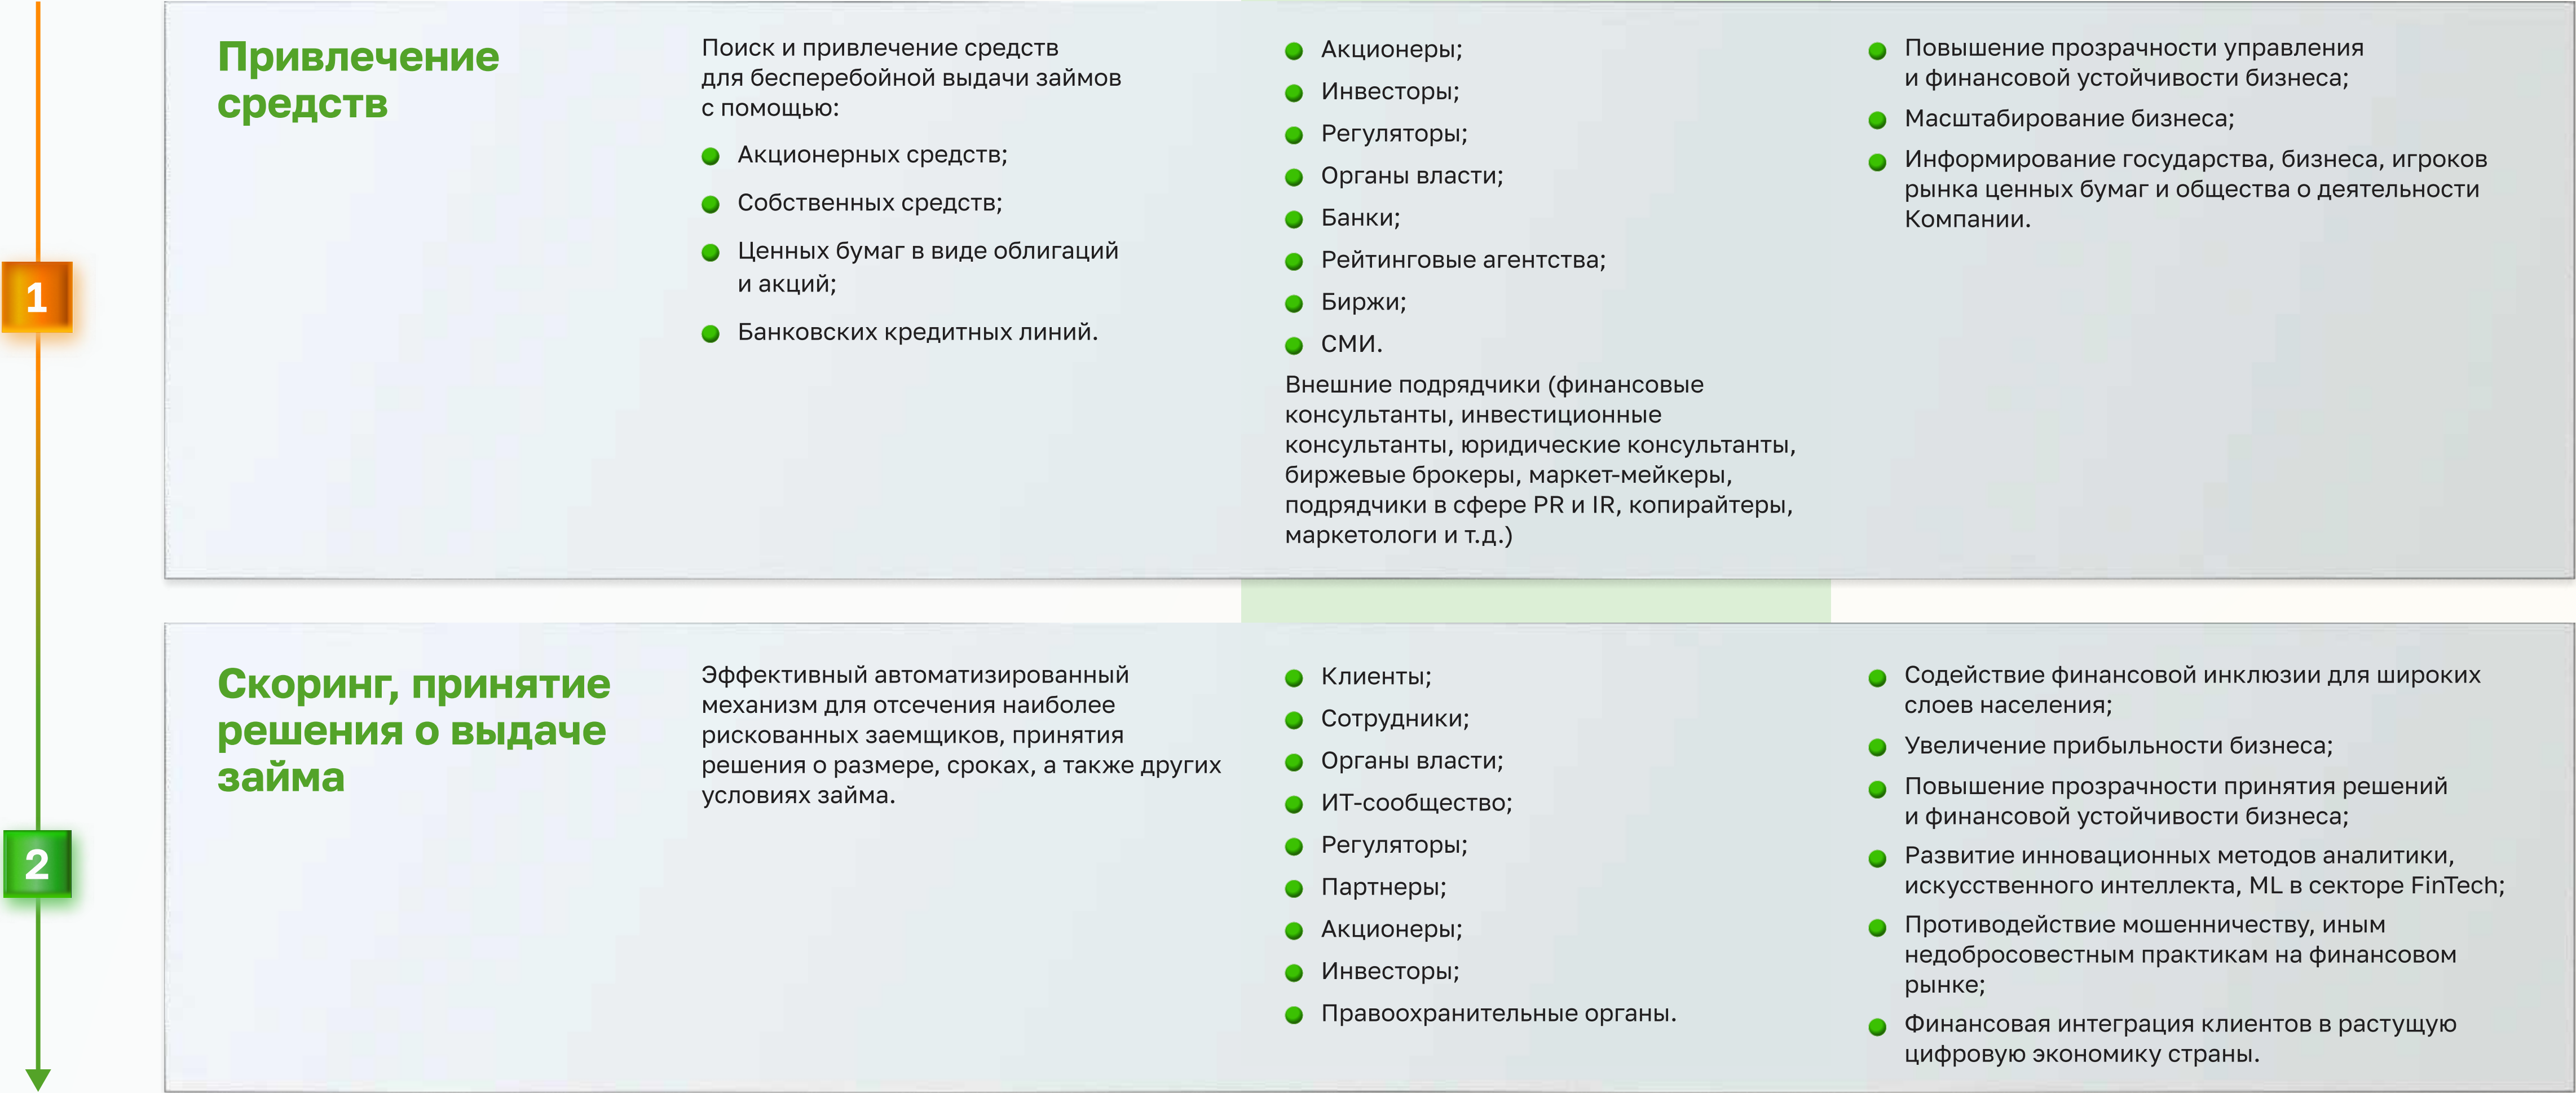 1
Привлечение
средств
Поиск и привлечение средств
для бесперебойной выдачи займов
с помощью:
Акционерных средств;
Собственных средств;
Ценных бумаг в виде облигаций
и акций;
Банковских кредитных линий.
Акционеры;
Инвесторы;
Регуляторы;
Органы власти;
Банки;
Рейтинговые агентства;
Биржи;
СМИ.
Внешние подрядчики (финансовые
консультанты, инвестиционные
консультанты, юридические консультанты,
биржевые брокеры, маркет-мейкеры,
подрядчики в сфере PR и IR, копирайтеры,
маркетологи и т.д.)
Повышение прозрачности управления
и финансовой устойчивости бизнеса;
Масштабирование бизнеса;
Информирование государства, бизнеса, игроков
рынка ценных бумаг и общества о деятельности
Компании.
2
Скоринг, принятие
решения о выдаче
займа
Эффективный автоматизированный
механизм для отсечения наиболее
рискованных заемщиков, принятия
решения о размере, сроках, а также других
условиях займа.
Клиенты;
Сотрудники;
Органы власти;
ИТ-сообщество;
Регуляторы;
Партнеры;
Акционеры;
Инвесторы;
Правоохранительные органы.
Содействие финансовой инклюзии для широких
слоев населения;
Увеличение прибыльности бизнеса;
Повышение прозрачности принятия решений
и финансовой устойчивости бизнеса;
Развитие инновационных методов аналитики,
искусственного интеллекта, ML в секторе FinTech;
Противодействие мошенничеству, иным
недобросовестным практикам на финансовом
рынке;
Финансовая интеграция клиентов в растущую
цифровую экономику страны.